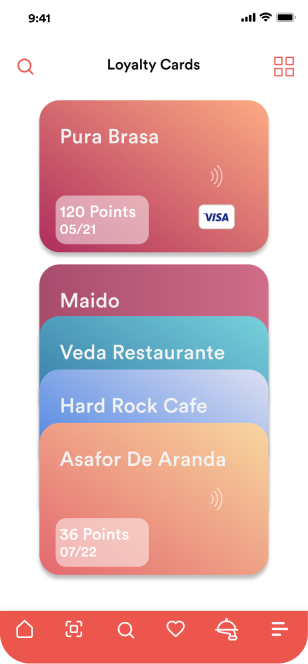 9:41
Loyalty Cards
Pura Brasa
120 Points
05/21
VISA
Maido
Veda Restaurante
Hard Rock Cafe
Asafor De Aranda
36 Points
07/22